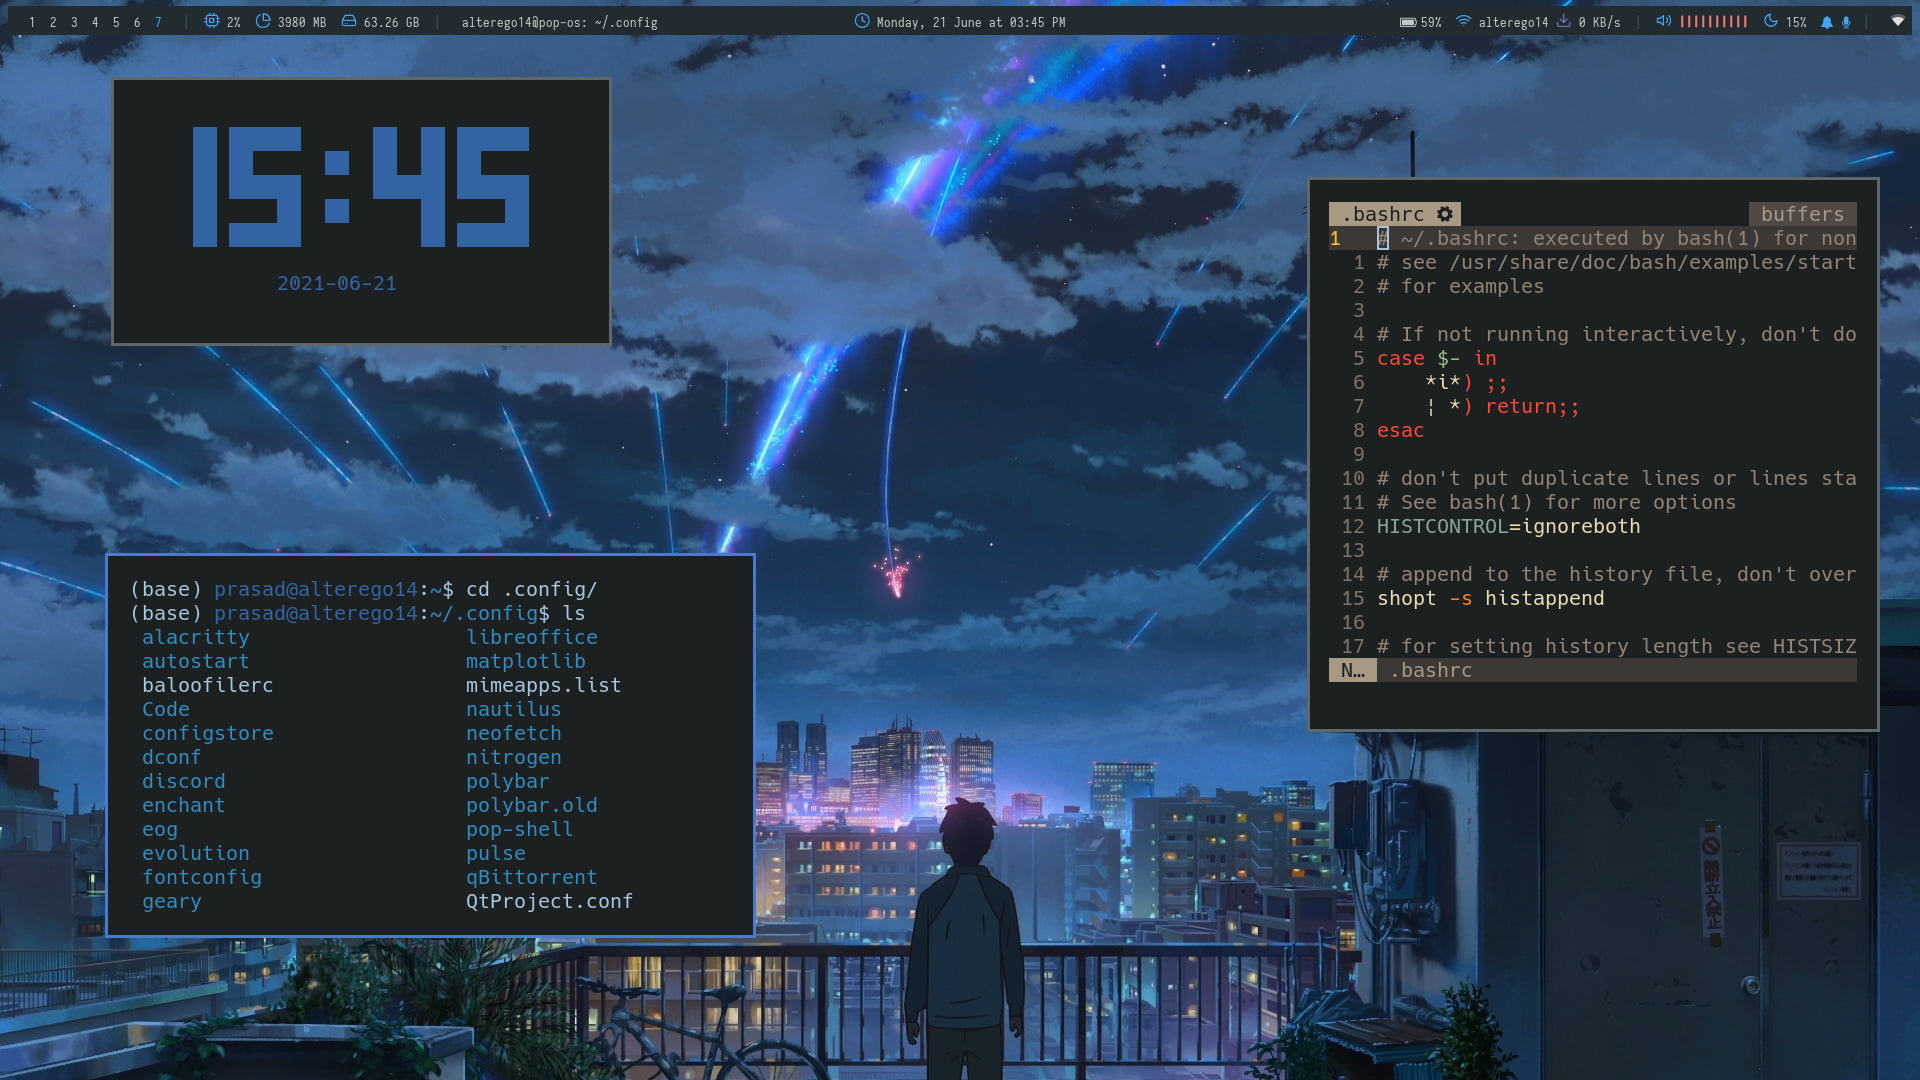 1 2 3 4 5 6 7 | 2% 3980 MB 63.26 GB | alterego14@pop-os: ~/.config
Monday, 21 June at 03:45 PM
59% alterego14 0 KB/s | 15% |
15:45
2021-06-21
(base) prasad@alterego14:~$ cd .config/
(base) prasad@alterego14:~/.config$ ls
alacritty libreoffice
autostart matplotlib
baloofilerc mimeapps.list
Code nautilus
configstore neofetch
dconf nitrogen
discord polybar
enchant polybar.old
eog pop-shell
evolution pulse
fontconfig qBittorrent
geary QtProject.conf
.bashrc buffers
1 # ~/.bashrc: executed by bash(1) for non
1 # see /usr/share/doc/bash/examples/start
2 # for examples
3
4 # If not running interactively, don't do
5 case $- in
6 *i*) ;;
7 ¦ *) return;;
8 esac
9
10 # don't put duplicate lines or lines sta
11 # See bash(1) for more options
12 HISTCONTROL=ignoreboth
13
14 # append to the history file, don't over
15 shopt -s histappend
16
17 # for setting history length see HISTSIZ
N… .bashrc